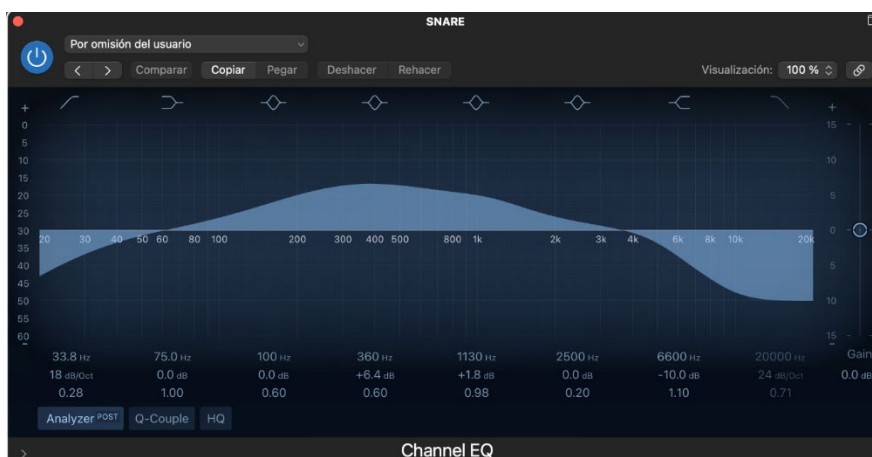 SNARE
Por omisión del usuario
Comparar Copiar Pegar Deshacer Rehacer Visualización: 100 %
+ +
0 15
5
10 10
15
20 5
25
30 20 30 40 50 60 80 100 200 300 400 500 800 1k 2k 3k 4k 6k 8k 10k 20k 0
35
40 5
45
50 10
55
60 15
33.8 Hz 75.0 Hz 100 Hz 360 Hz 1130 Hz 2500 Hz 6600 Hz 20000 Hz Gain
18 dB/Oct 0.0 dB 0.0 dB +6.4 dB +1.8 dB 0.0 dB -10.0 dB 24 dB/Oct 0.0 dB
0.28 1.00 0.60 0.60 0.98 0.20 1.10 0.71
Analyzer POST Q-Couple HQ
Channel EQ